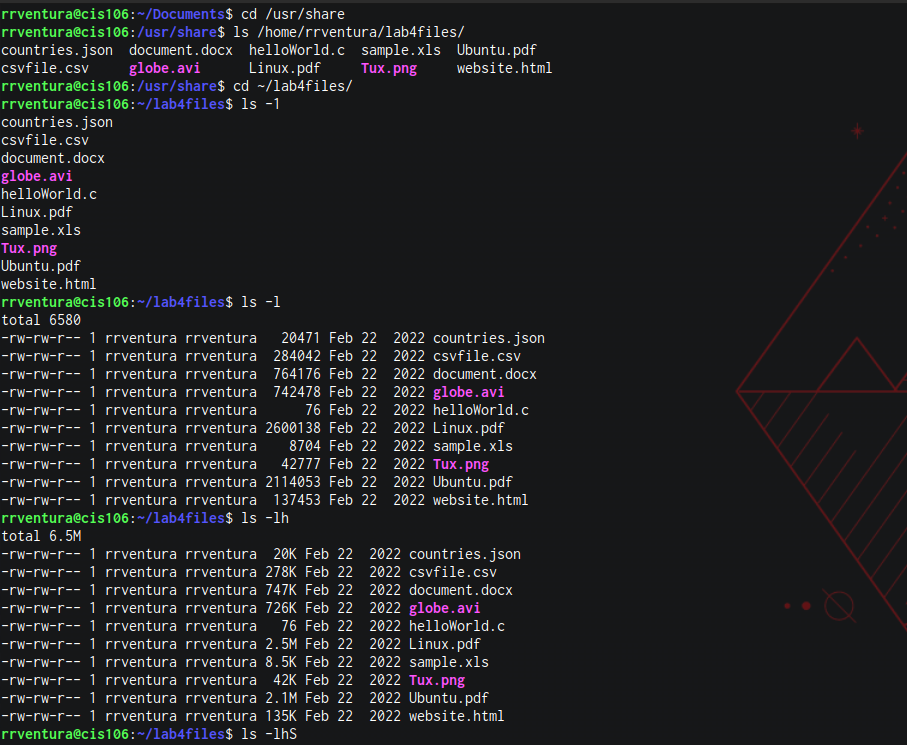 rrventura@cis106:~/Documents$ cd /usr/share
rrventura@cis106:/usr/share$ ls /home/rrventura/lab4files/
countries.json  document.docx  helloWorld.c  sample.xls  Ubuntu.pdf
csvfile.csv     globe.avi      Linux.pdf     Tux.png     website.html
rrventura@cis106:/usr/share$ cd ~/lab4files/
rrventura@cis106:~/lab4files$ ls -1
countries.json
csvfile.csv
document.docx
globe.avi
helloWorld.c
Linux.pdf
sample.xls
Tux.png
Ubuntu.pdf
website.html
rrventura@cis106:~/lab4files$ ls -l
total 6580
-rw-rw-r-- 1 rrventura rrventura   20471 Feb 22  2022 countries.json
-rw-rw-r-- 1 rrventura rrventura  284042 Feb 22  2022 csvfile.csv
-rw-rw-r-- 1 rrventura rrventura  764176 Feb 22  2022 document.docx
-rw-rw-r-- 1 rrventura rrventura  742478 Feb 22  2022 globe.avi
-rw-rw-r-- 1 rrventura rrventura      76 Feb 22  2022 helloWorld.c
-rw-rw-r-- 1 rrventura rrventura 2600138 Feb 22  2022 Linux.pdf
-rw-rw-r-- 1 rrventura rrventura    8704 Feb 22  2022 sample.xls
-rw-rw-r-- 1 rrventura rrventura   42777 Feb 22  2022 Tux.png
-rw-rw-r-- 1 rrventura rrventura 2114053 Feb 22  2022 Ubuntu.pdf
-rw-rw-r-- 1 rrventura rrventura  137453 Feb 22  2022 website.html
rrventura@cis106:~/lab4files$ ls -lh
total 6.5M
-rw-rw-r-- 1 rrventura rrventura  20K Feb 22  2022 countries.json
-rw-rw-r-- 1 rrventura rrventura 278K Feb 22  2022 csvfile.csv
-rw-rw-r-- 1 rrventura rrventura 747K Feb 22  2022 document.docx
-rw-rw-r-- 1 rrventura rrventura 726K Feb 22  2022 globe.avi
-rw-rw-r-- 1 rrventura rrventura   76 Feb 22  2022 helloWorld.c
-rw-rw-r-- 1 rrventura rrventura 2.5M Feb 22  2022 Linux.pdf
-rw-rw-r-- 1 rrventura rrventura 8.5K Feb 22  2022 sample.xls
-rw-rw-r-- 1 rrventura rrventura  42K Feb 22  2022 Tux.png
-rw-rw-r-- 1 rrventura rrventura 2.1M Feb 22  2022 Ubuntu.pdf
-rw-rw-r-- 1 rrventura rrventura 135K Feb 22  2022 website.html
rrventura@cis106:~/lab4files$ ls -lhS